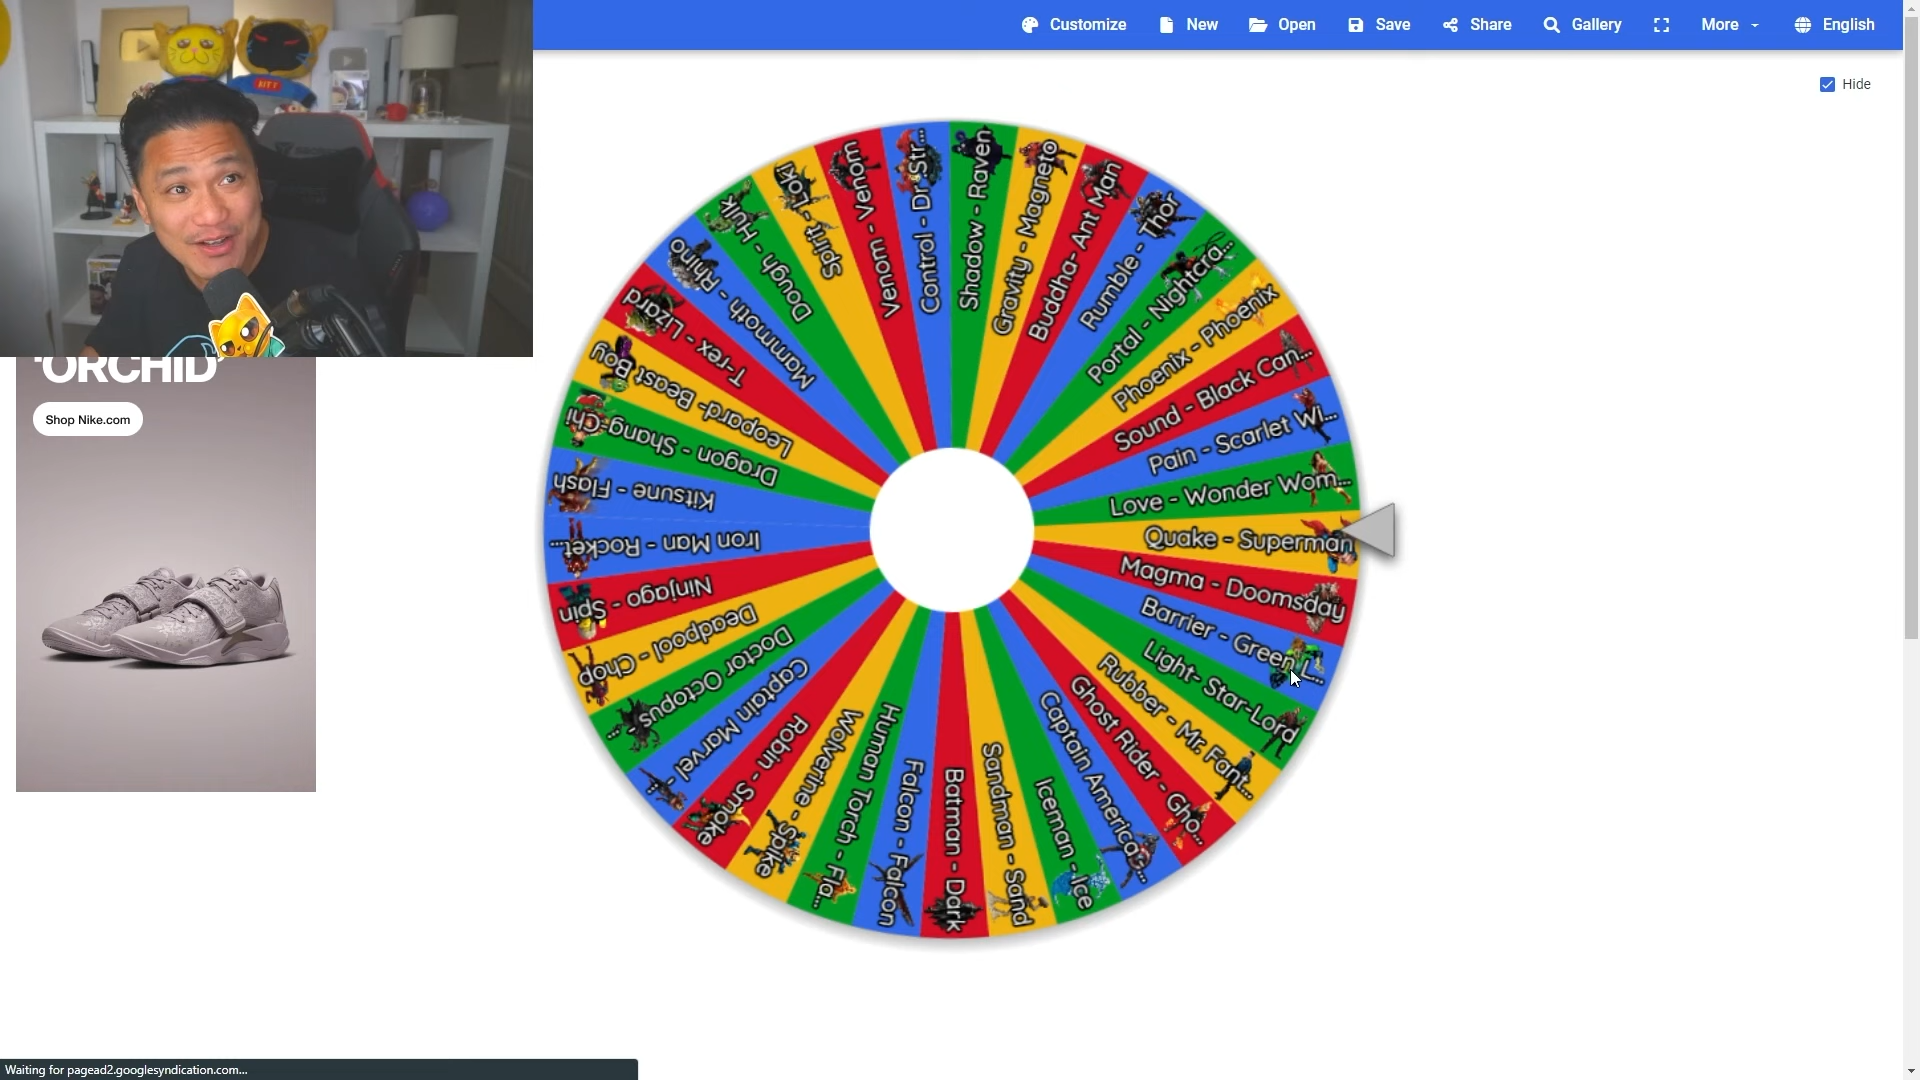 Customize
New
Open
Save
Share
Gallery
More
English
Hide
KITT
'ORCHID'
Shop Nike.com
Control - Dr Str...
Shadow - Raven
Gravity - Magneto
Buddha- Ant Man
Rumble - Thor
Portal - Nightcra...
Phoenix - Phoenix
Sound - Black Can...
Pain - Scarlet Wi...
Love - Wonder Wom...
Quake - Superman
Magma - Doomsday
Barrier - Green L...
Light- Star-Lord
Rubber - Mr. Fant...
Ghost Rider - Gho...
Captain America-...
Iceman - Ice
Sandman - Sand
Batman - Dark
Falcon - Falcon
Human Torch - Fla...
Wolverine - Spike
Robin - Smoke
Captain Marvel - ...
Doctor Octopus ...
Deadpool - Chop
Ninjago - Spin
Iron Man - Rocket...
Kitsune - Flash
Dragon - Shang-Chi
Leopard- Beast Boy
T-rex - Lizard
Mammoth - Rhino
Dough - Hulk
Spirit - Loki
Venom - Venom
Waiting for pagead2.googlesyndication.com...